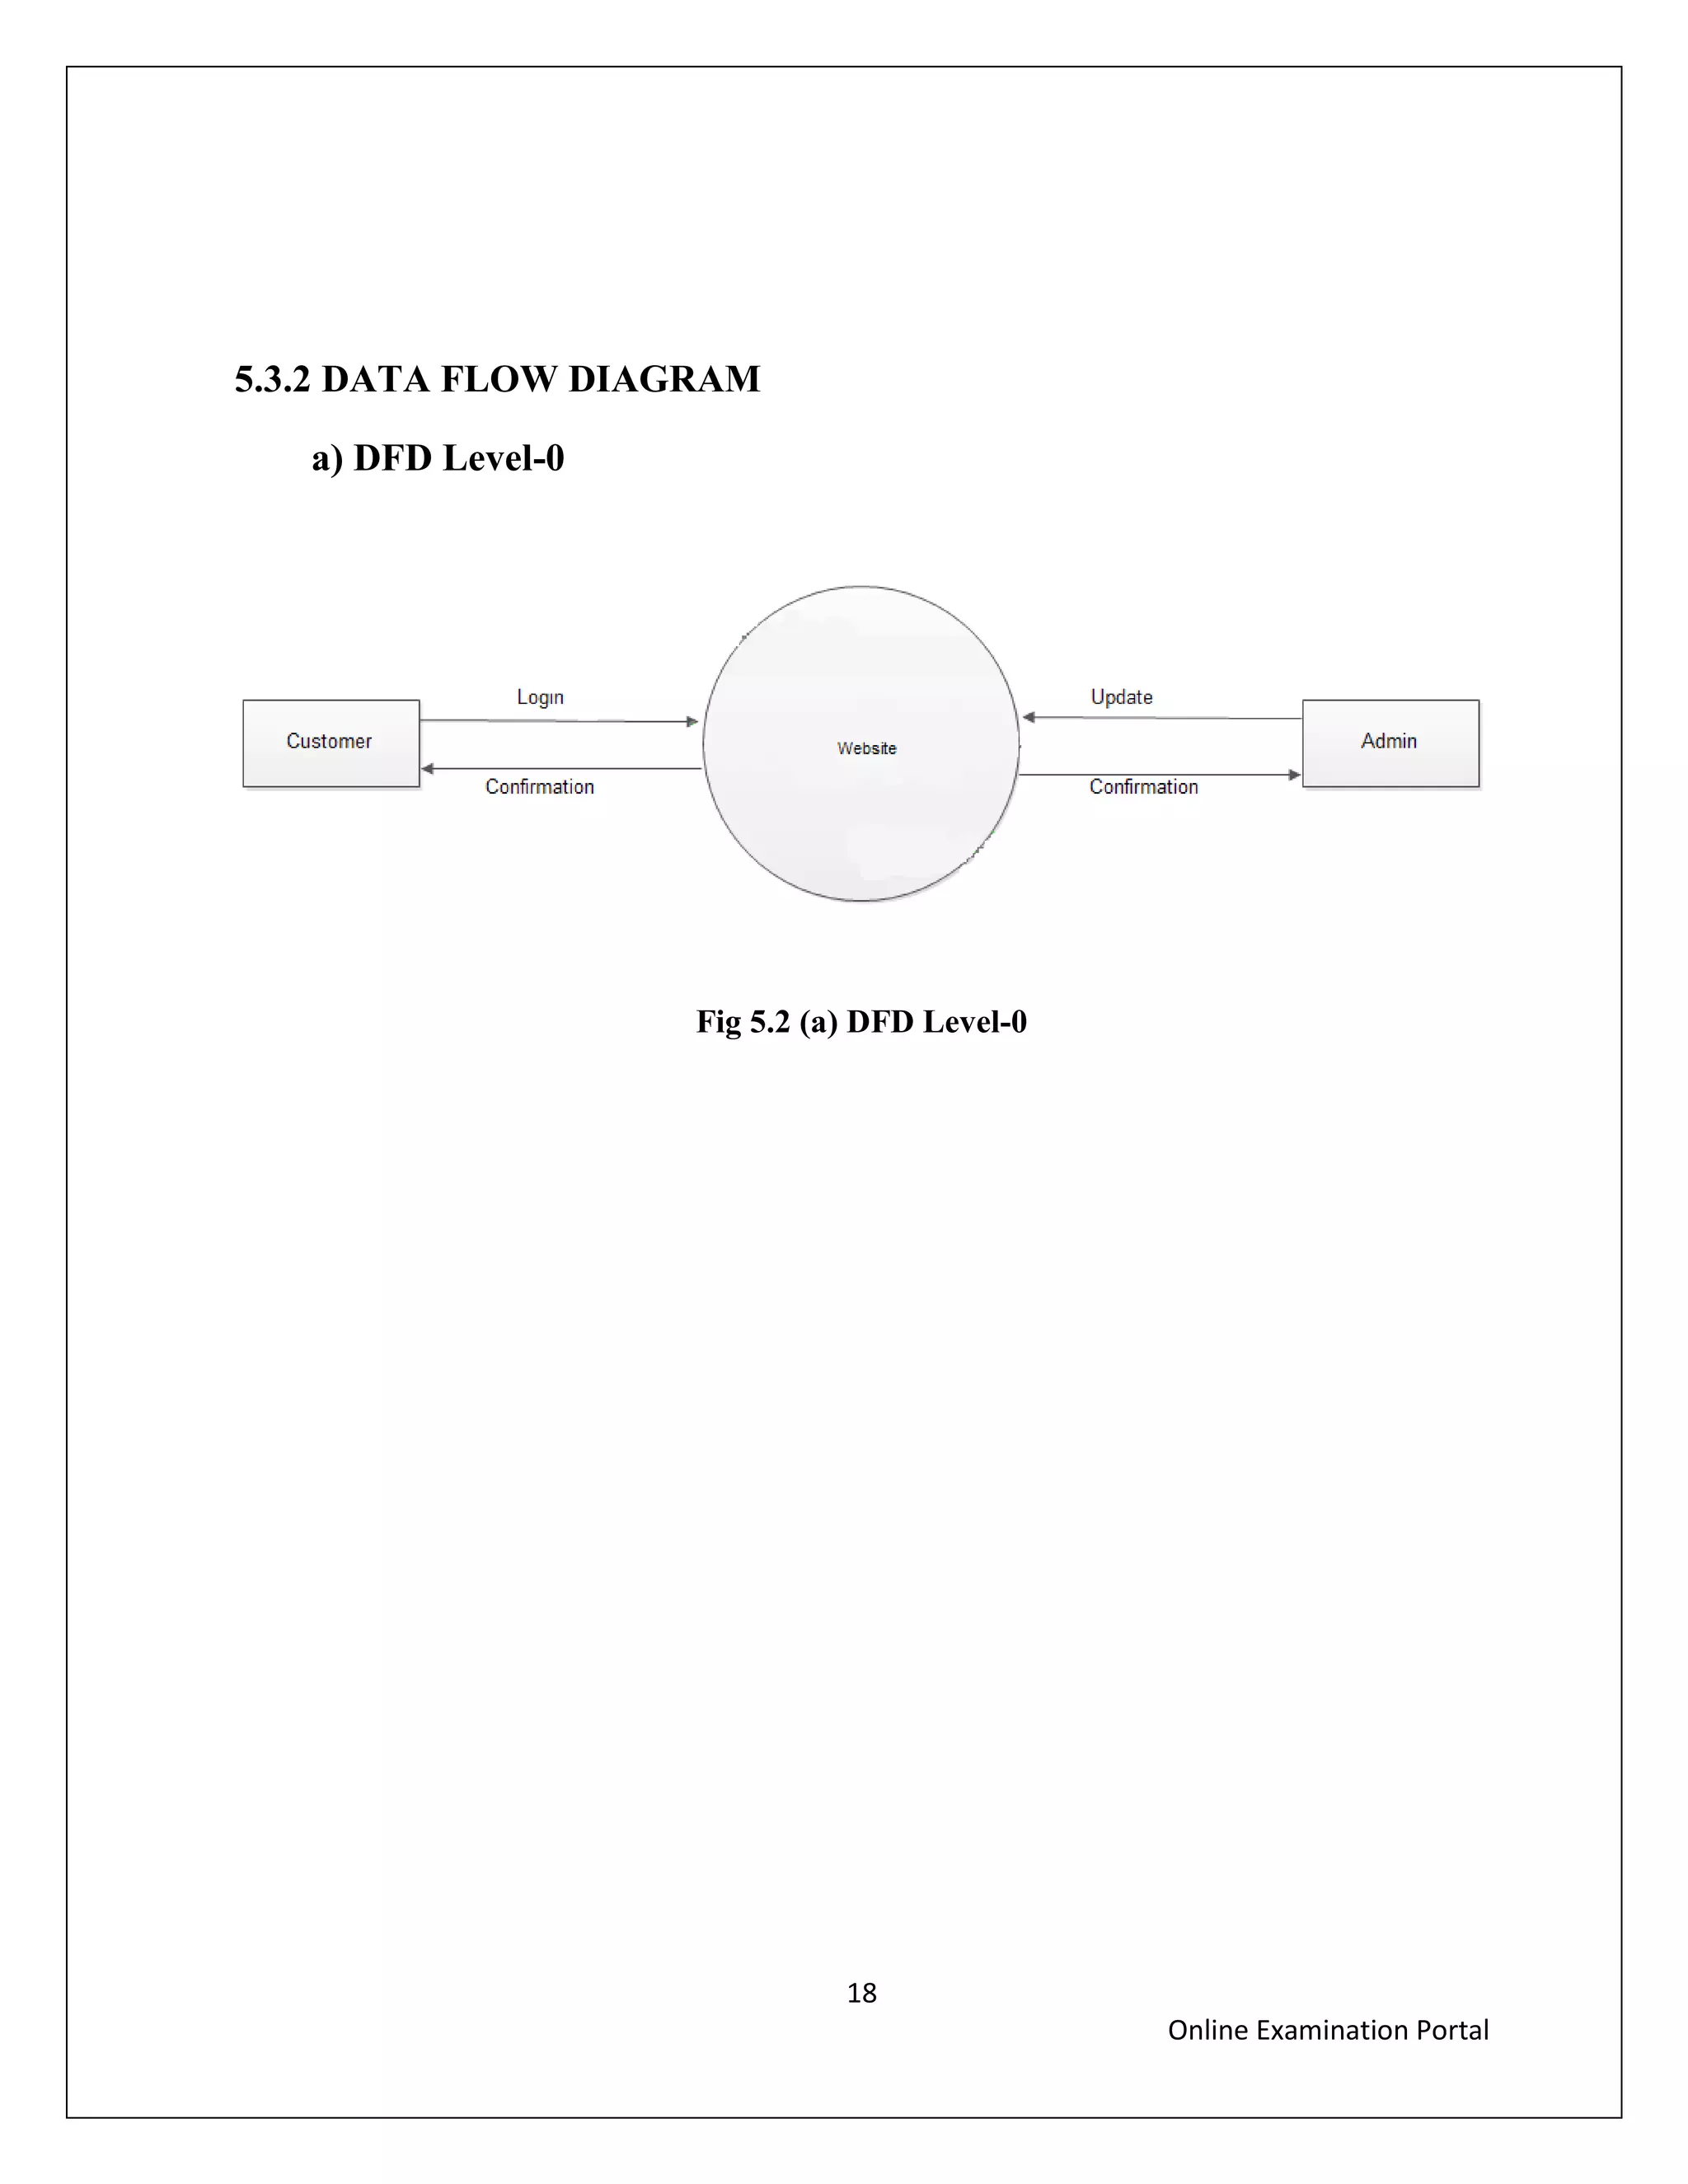 5.3.2 DATA FLOW DIAGRAM
a) DFD Level-0
Login
Update
Customer
Website
Admin
Confirmation
Confirmation
Fig 5.2 (a) DFD Level-0
18
Online Examination Portal